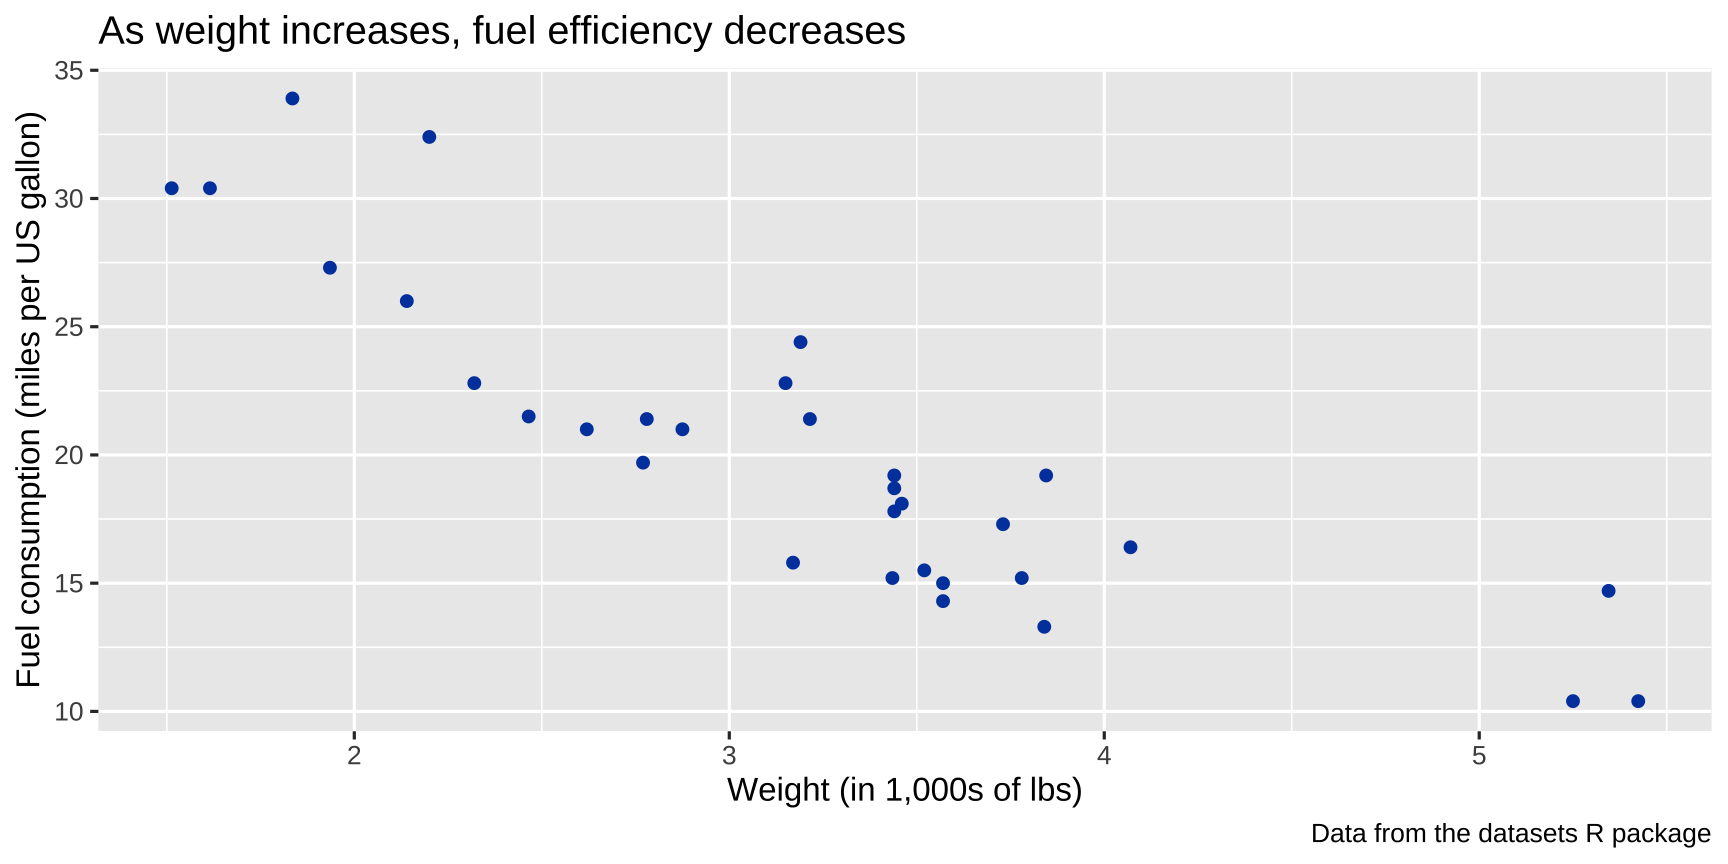 As weight increases, fuel efficiency decreases
Fuel consumption (miles per US gallon)
35
30
25
20
15
10
2 3 4 5
Weight (in 1,000s of lbs)
Data from the datasets R package